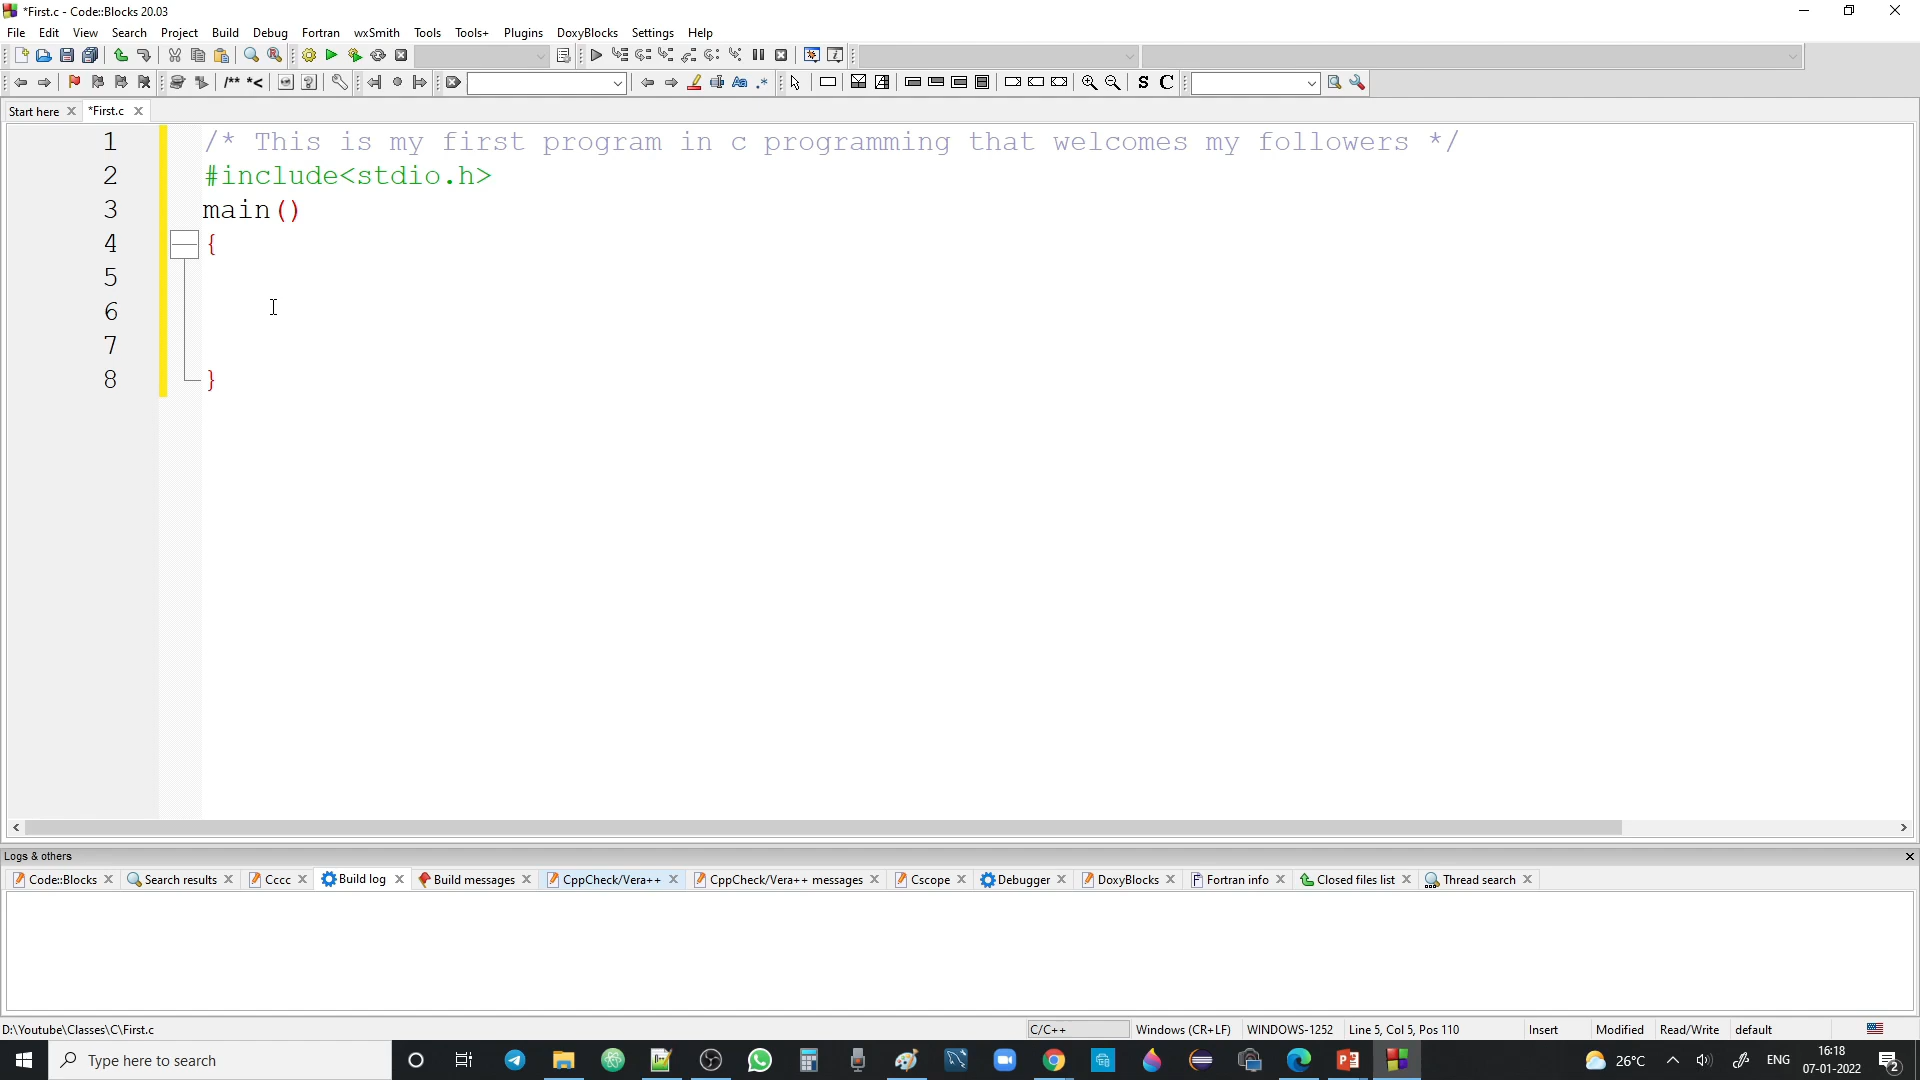 *First.c - Code::Blocks 20.03
File Edit View Search Project Build Debug Fortran wxSmith Tools Tools+ Plugins DoxyBlocks Settings Help
/** *<
S C
Start here *First.c
1 /* This is my first program in c programming that welcomes my followers */
2 #include<stdio.h>
3 main()
4 {
5
6
7
8 }
Logs & others
Code::Blocks Search results Cccc Build log Build messages CppCheck/Vera++ CppCheck/Vera++ messages Cscope Debugger DoxyBlocks Fortran info Closed files list Thread search
D:\Youtube\Classes\C\First.c C/C++ Windows (CR+LF) WINDOWS-1252 Line 5, Col 5, Pos 110 Insert Modified Read/Write default
Type here to search 26°C ENG 16:18
07-01-2022 2